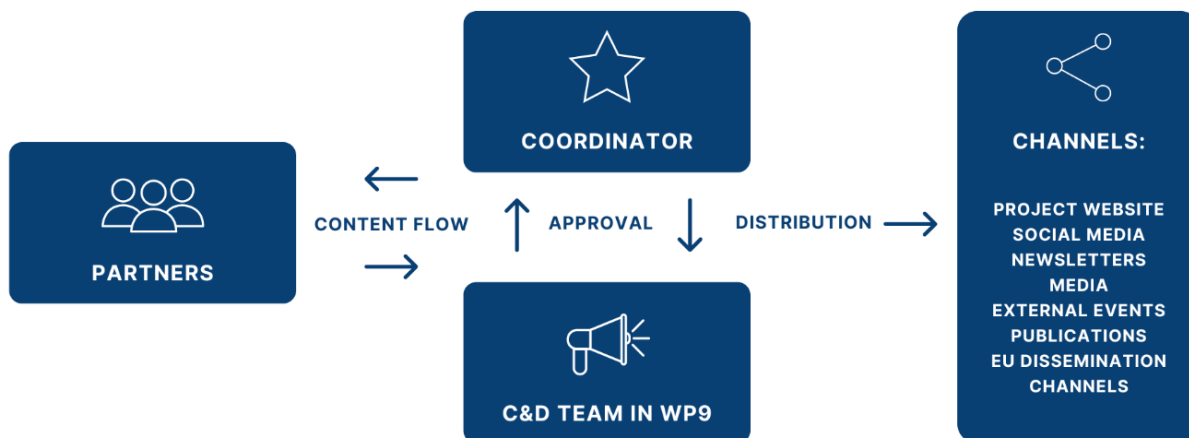 COORDINATOR
PARTNERS
CONTENT FLOW
APPROVAL
DISTRIBUTION
C&D TEAM IN WP9
CHANNELS:
PROJECT WEBSITE
SOCIAL MEDIA
NEWSLETTERS
MEDIA
EXTERNAL EVENTS
PUBLICATIONS
EU DISSEMINATION
CHANNELS